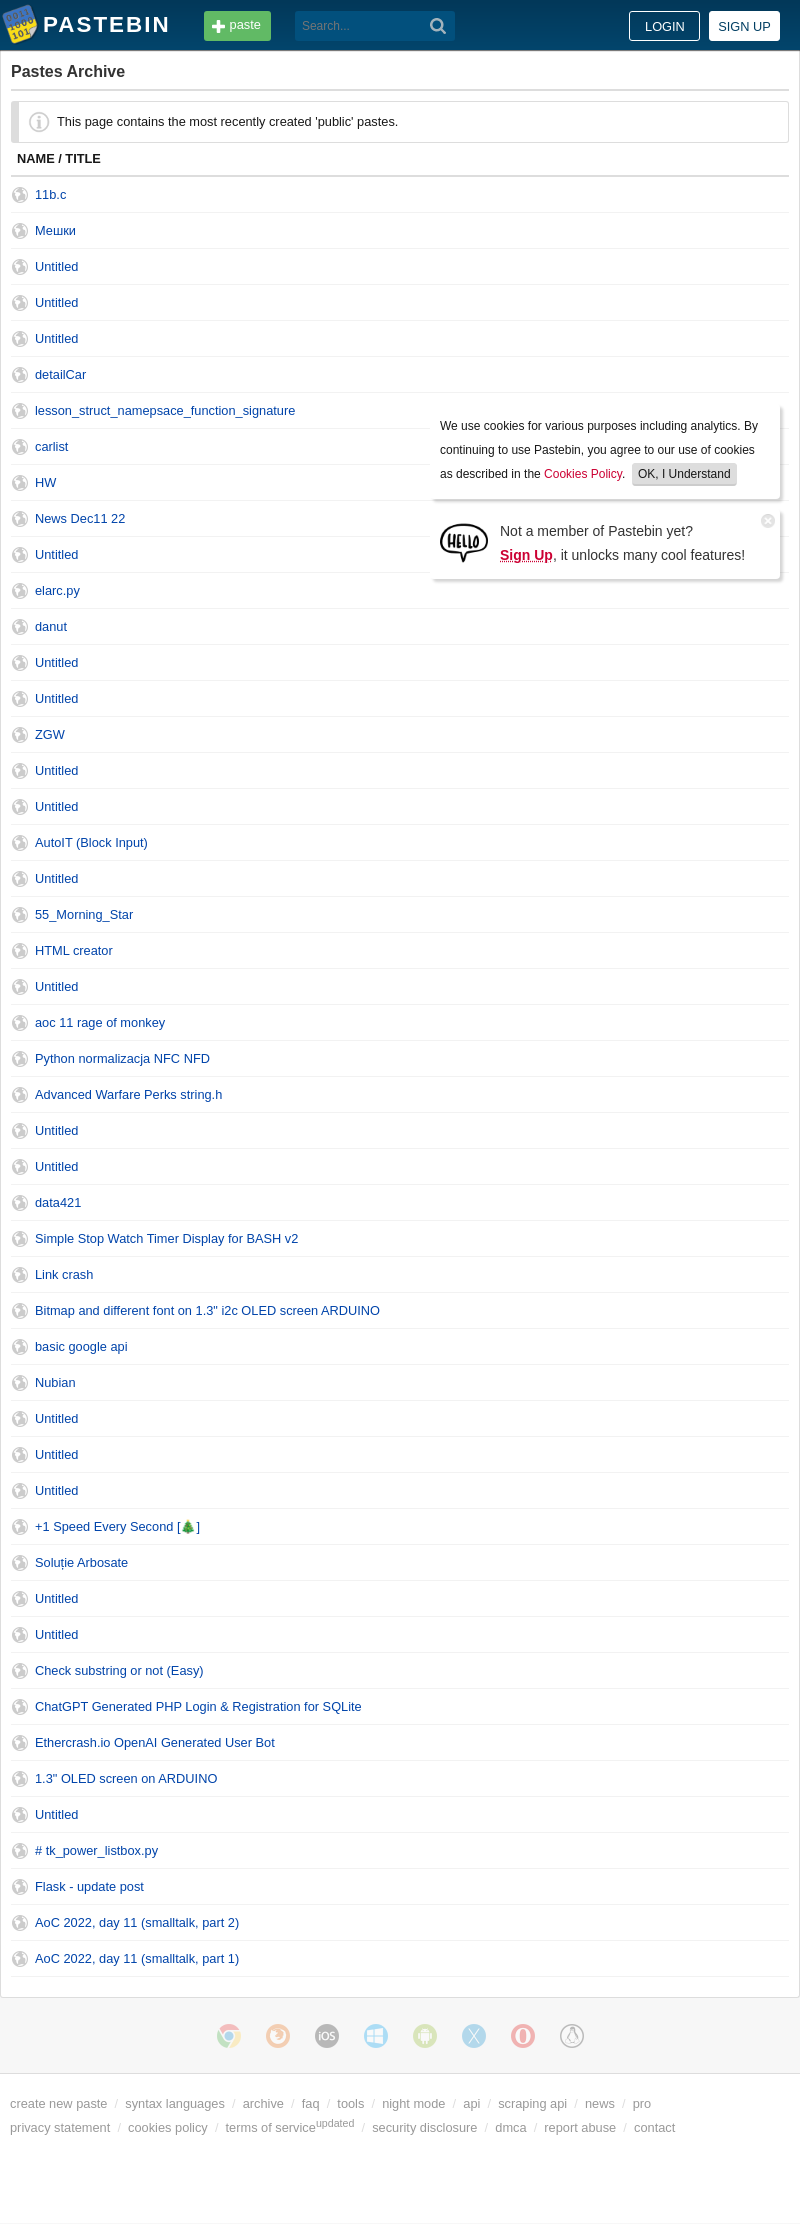 PASTEBIN paste Search... LOGIN SIGN UP
Pastes Archive
This page contains the most recently created 'public' pastes.
NAME / TITLE
11b.c
Мешки
Untitled
Untitled
Untitled
detailCar
lesson_struct_namepsace_function_signature
carlist
HW
News Dec11 22
Untitled
elarc.py
danut
Untitled
Untitled
ZGW
Untitled
Untitled
AutoIT (Block Input)
Untitled
55_Morning_Star
HTML creator
Untitled
aoc 11 rage of monkey
Python normalizacja NFC NFD
Advanced Warfare Perks string.h
Untitled
Untitled
data421
Simple Stop Watch Timer Display for BASH v2
Link crash
Bitmap and different font on 1.3" i2c OLED screen ARDUINO
basic google api
Nubian
Untitled
Untitled
Untitled
+1 Speed Every Second [🎄]
Soluție Arbosate
Untitled
Untitled
Check substring or not (Easy)
ChatGPT Generated PHP Login & Registration for SQLite
Ethercrash.io OpenAI Generated User Bot
1.3" OLED screen on ARDUINO
Untitled
# tk_power_listbox.py
Flask - update post
AoC 2022, day 11 (smalltalk, part 2)
AoC 2022, day 11 (smalltalk, part 1)
We use cookies for various purposes including analytics. By
continuing to use Pastebin, you agree to our use of cookies
as described in the Cookies Policy. OK, I Understand
HELLO
Not a member of Pastebin yet?
Sign Up, it unlocks many cool features!
iOS
create new paste / syntax languages / archive / faq / tools / night mode / api / scraping api / news / pro
privacy statement / cookies policy / terms of service updated / security disclosure / dmca / report abuse / contact